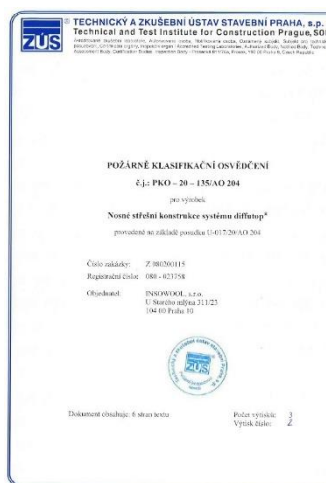 TECHNICKÝ A ZKUŠEBNÍ ÚSTAV STAVEBNÍ PRAHA, s.p.
Technical and Test Institute for Construction Prague, SOE
ZÚS
POŽÁRNĚ KLASIFIKAČNÍ OSVĚDČENÍ
č.j.: PKO – 20 – 135/AO 204
pro výrobek
Nosné střešní konstrukce systému diffutop
provedené na základě posudku U-017/20/AO 204
Číslo zakázky: Z 080200115
Registrační číslo: 088 - 023758
Objednatel: INSOWOOL, s.r.o.
U Starého mlýna 311/23
104 00 Praha 10
Dokument obsahuje: 6 stran textu
Počet výtisků: 3
Výtisk číslo: 2